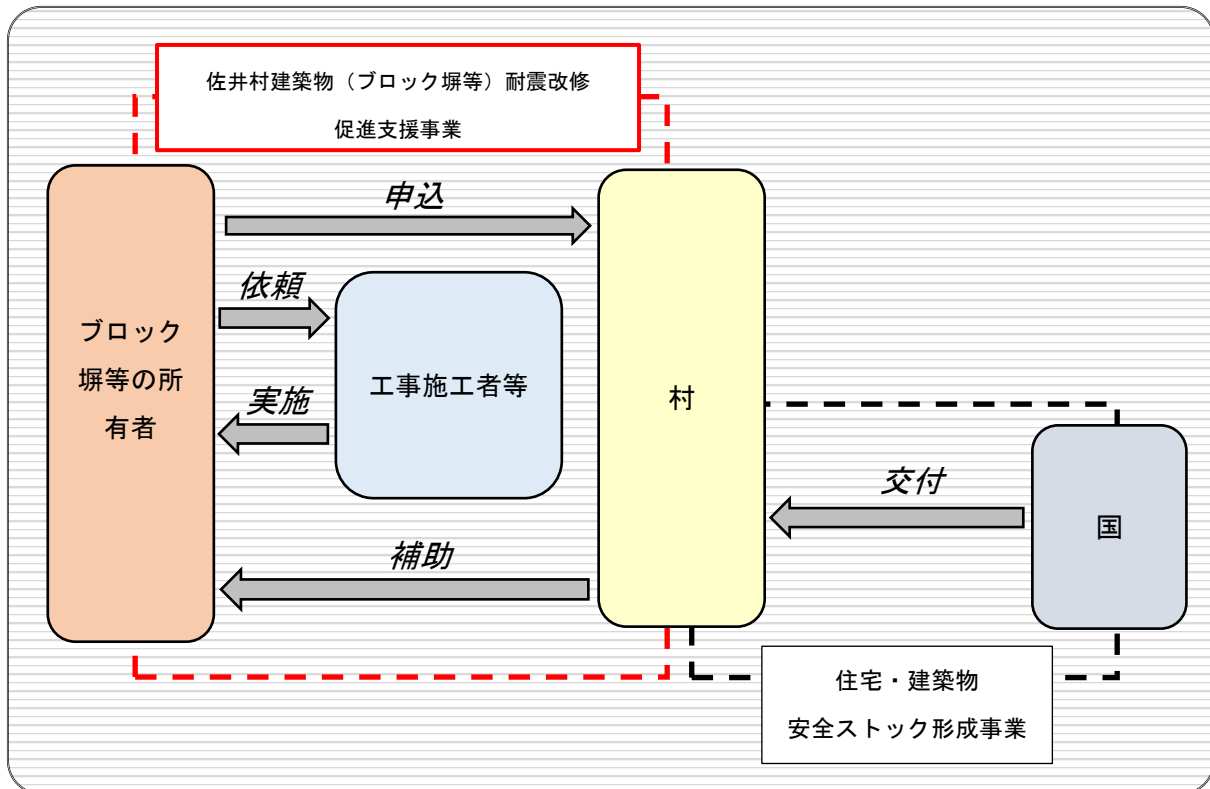 佐井村建築物（ブロック塀等）耐震改修
促進支援事業
申込
依頼
ブロック
塀等の所
有者
工事施工者等
村
実施
交付
国
補助
住宅・建築物
安全ストック形成事業